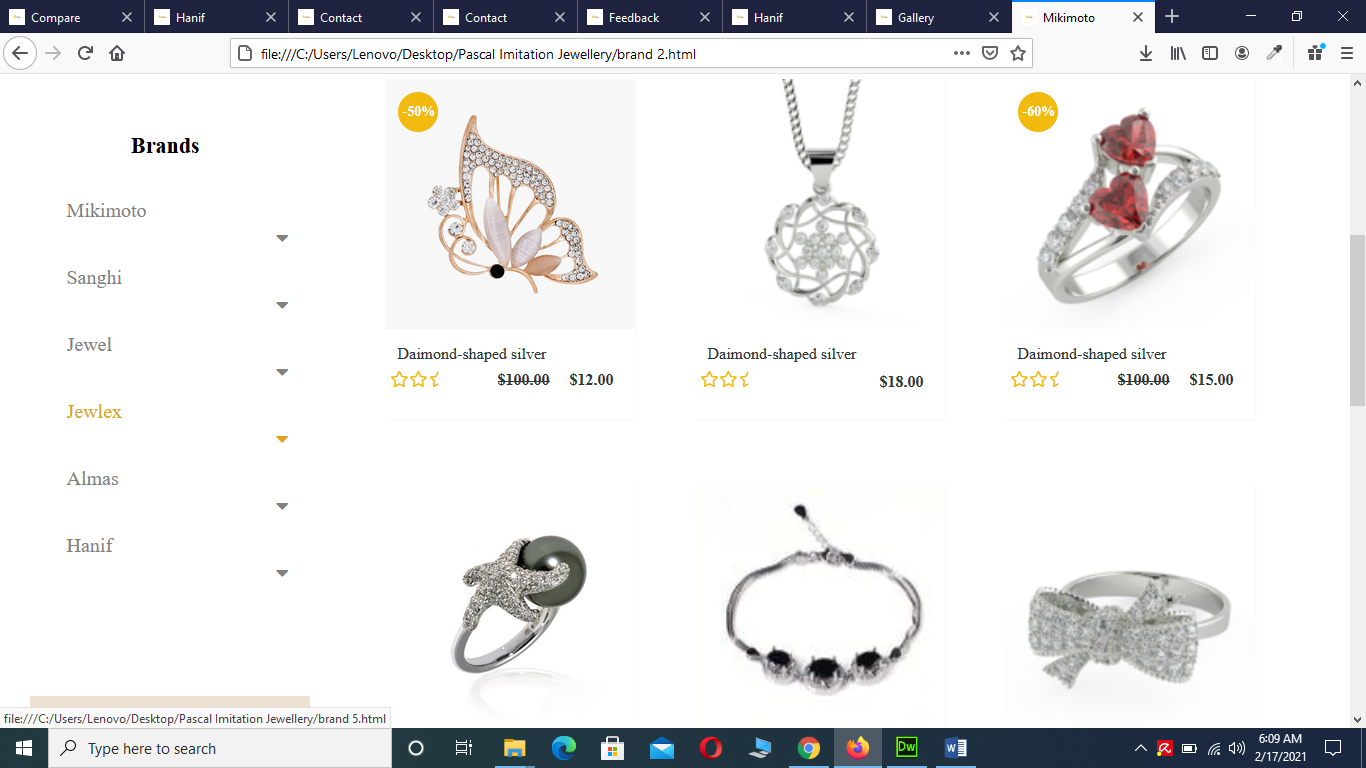 Compare Hanif Contact Contact Feedback Hanif Gallery Mikimoto
file:///C:/Users/Lenovo/Desktop/Pascal Imitation Jewellery/brand 2.html
Brands
Mikimoto
Sanghi
Jewel
Jewlex
Almas
Hanif
-50%
-60%
Daimond-shaped silver
$100.00 $12.00
Daimond-shaped silver
$18.00
Daimond-shaped silver
$100.00 $15.00
file:///C:/Users/Lenovo/Desktop/Pascal Imitation Jewellery/brand 5.html
Type here to search
Dw
W
6:09 AM
2/17/2021